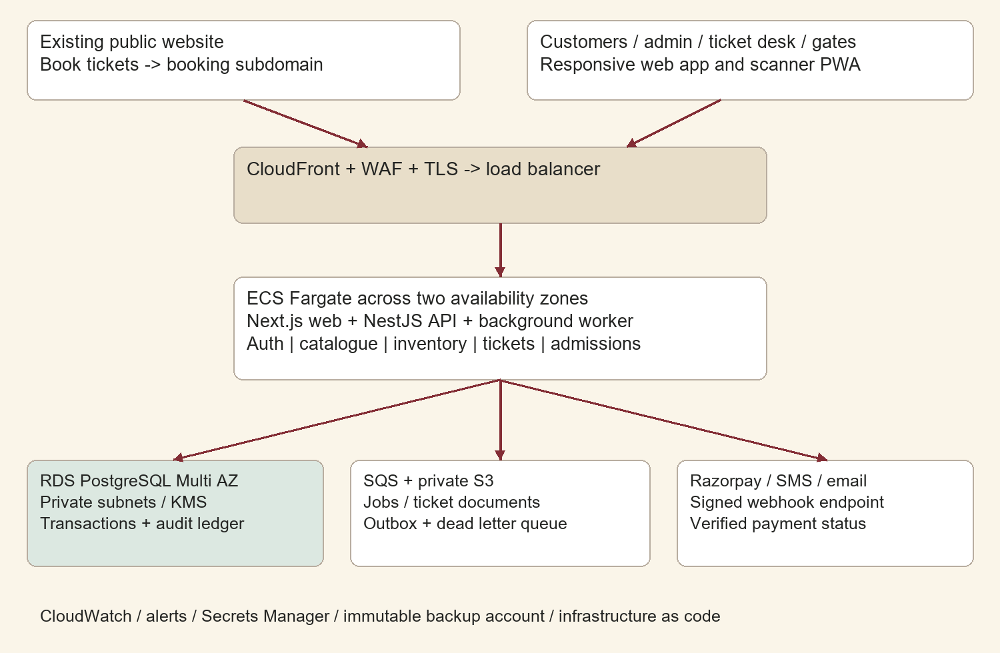 Existing public website
Book tickets -> booking subdomain
Customers / admin / ticket desk / gates
Responsive web app and scanner PWA
CloudFront + WAF + TLS -> load balancer
ECS Fargate across two availability zones
Next.js web + NestJS API + background worker
Auth | catalogue | inventory | tickets | admissions
RDS PostgreSQL Multi AZ
Private subnets / KMS
Transactions + audit ledger
SQS + private S3
Jobs / ticket documents
Outbox + dead letter queue
Razorpay / SMS / email
Signed webhook endpoint
Verified payment status
CloudWatch / alerts / Secrets Manager / immutable backup account / infrastructure as code